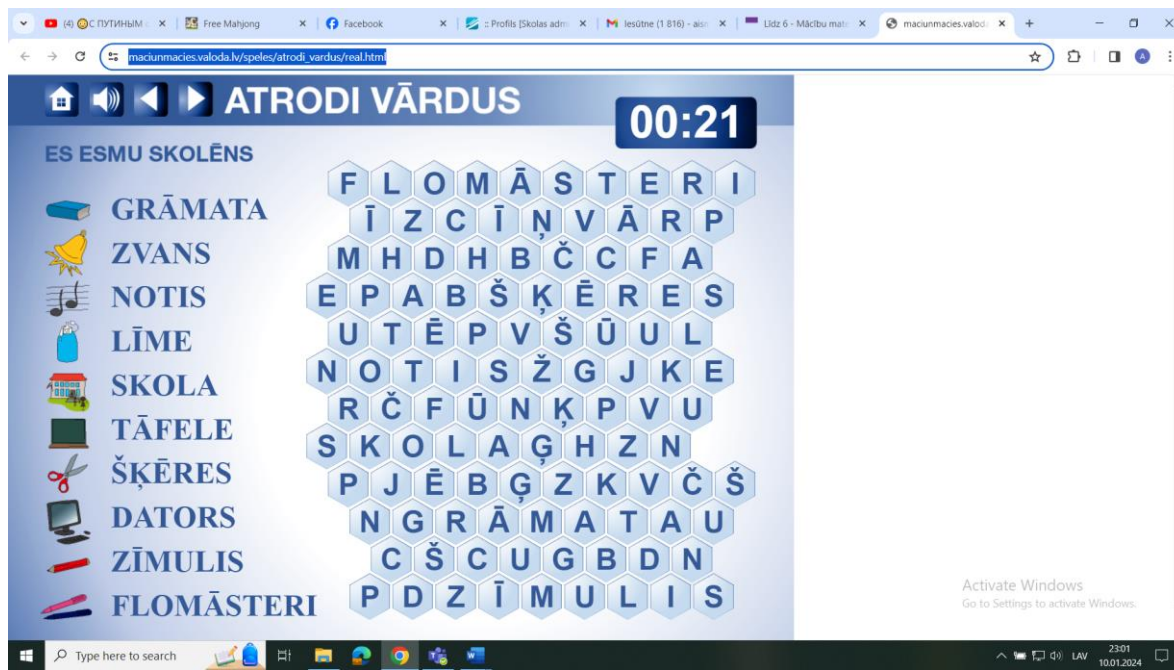 (4) 😊С ПУТИНЫМ
Free Mahjong
Facebook
:: Profils [Skolas adm
Iesūtne (1 816) - aisr
Līdz 6 - Mācību mate
maciunmacies.valoda
maciunmacies.valoda.lv/speles/atrodi_vardus/real.html
A
ATRODI VĀRDUS
00:21
ES ESMU SKOLĒNS
GRĀMATA
ZVANS
NOTIS
LĪME
SKOLA
TĀFELE
ŠĶĒRES
DATORS
ZĪMULIS
FLOMĀSTERI
F L O M Ā S T E R I
Ī Z C Ī Ņ V Ā R P
M H D H B Č C F A
E P A B Š Ķ Ē R E S
U T Ē P V Š Ū U L
N O T I S Ž G J K E
R Č F Ū N Ķ P V U
S K O L A Ģ H Z N
P J Ē B Ģ Z K V Č Š
N G R Ā M A T A U
C Š C U G B D N
P D Z Ī M U L I S
Activate Windows
Go to Settings to activate Windows.
Type here to search
LAV
23:01
10.01.2024